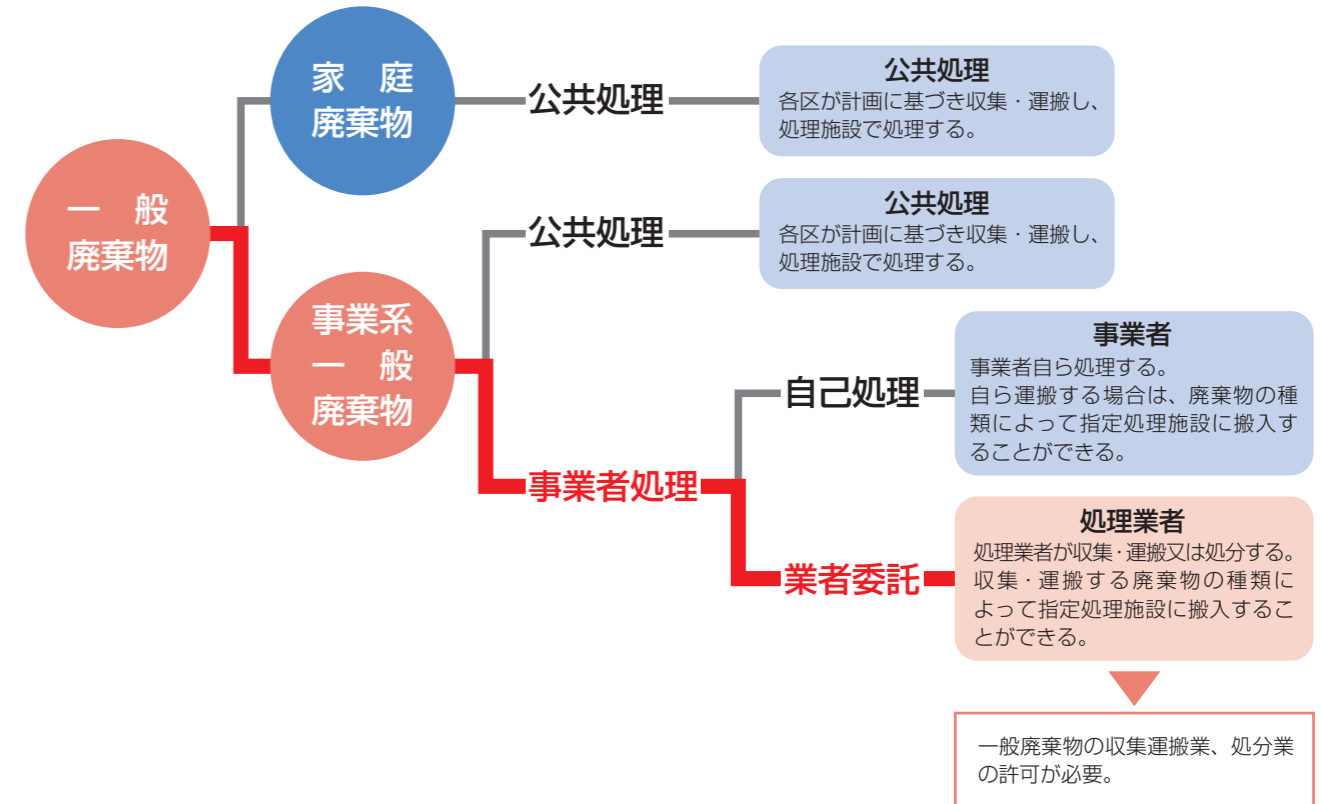 一 般
廃棄物
家 庭
廃棄物
公共処理
公共処理
各区が計画に基づき収集・運搬し、
処理施設で処理する。
事業系
一 般
廃棄物
公共処理
公共処理
各区が計画に基づき収集・運搬し、
処理施設で処理する。
事業者処理
自己処理
事業者
事業者自ら処理する。
自ら運搬する場合は、廃棄物の種
類によって指定処理施設に搬入す
ることができる。
業者委託
処理業者
処理業者が収集・運搬又は処分する。
収集・運搬する廃棄物の種類に
よって指定処理施設に搬入するこ
とができる。
一般廃棄物の収集運搬業、処分業
の許可が必要。